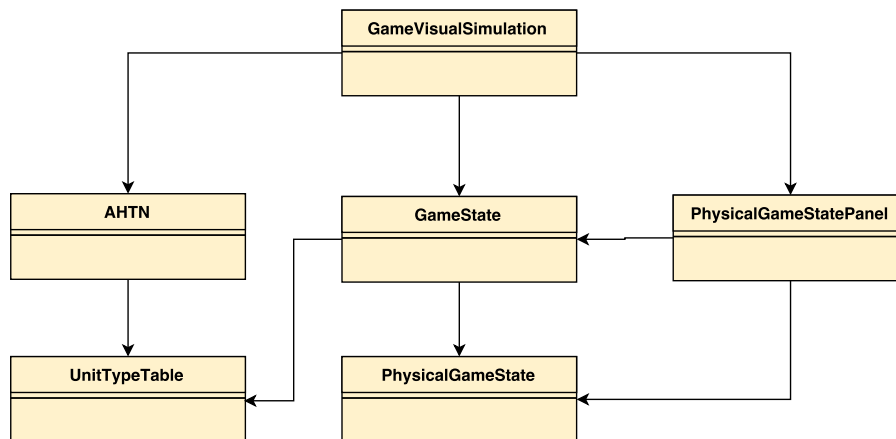 GameVisualSimulation
AHTN
GameState
PhysicalGameStatePanel
UnitTypeTable
PhysicalGameState